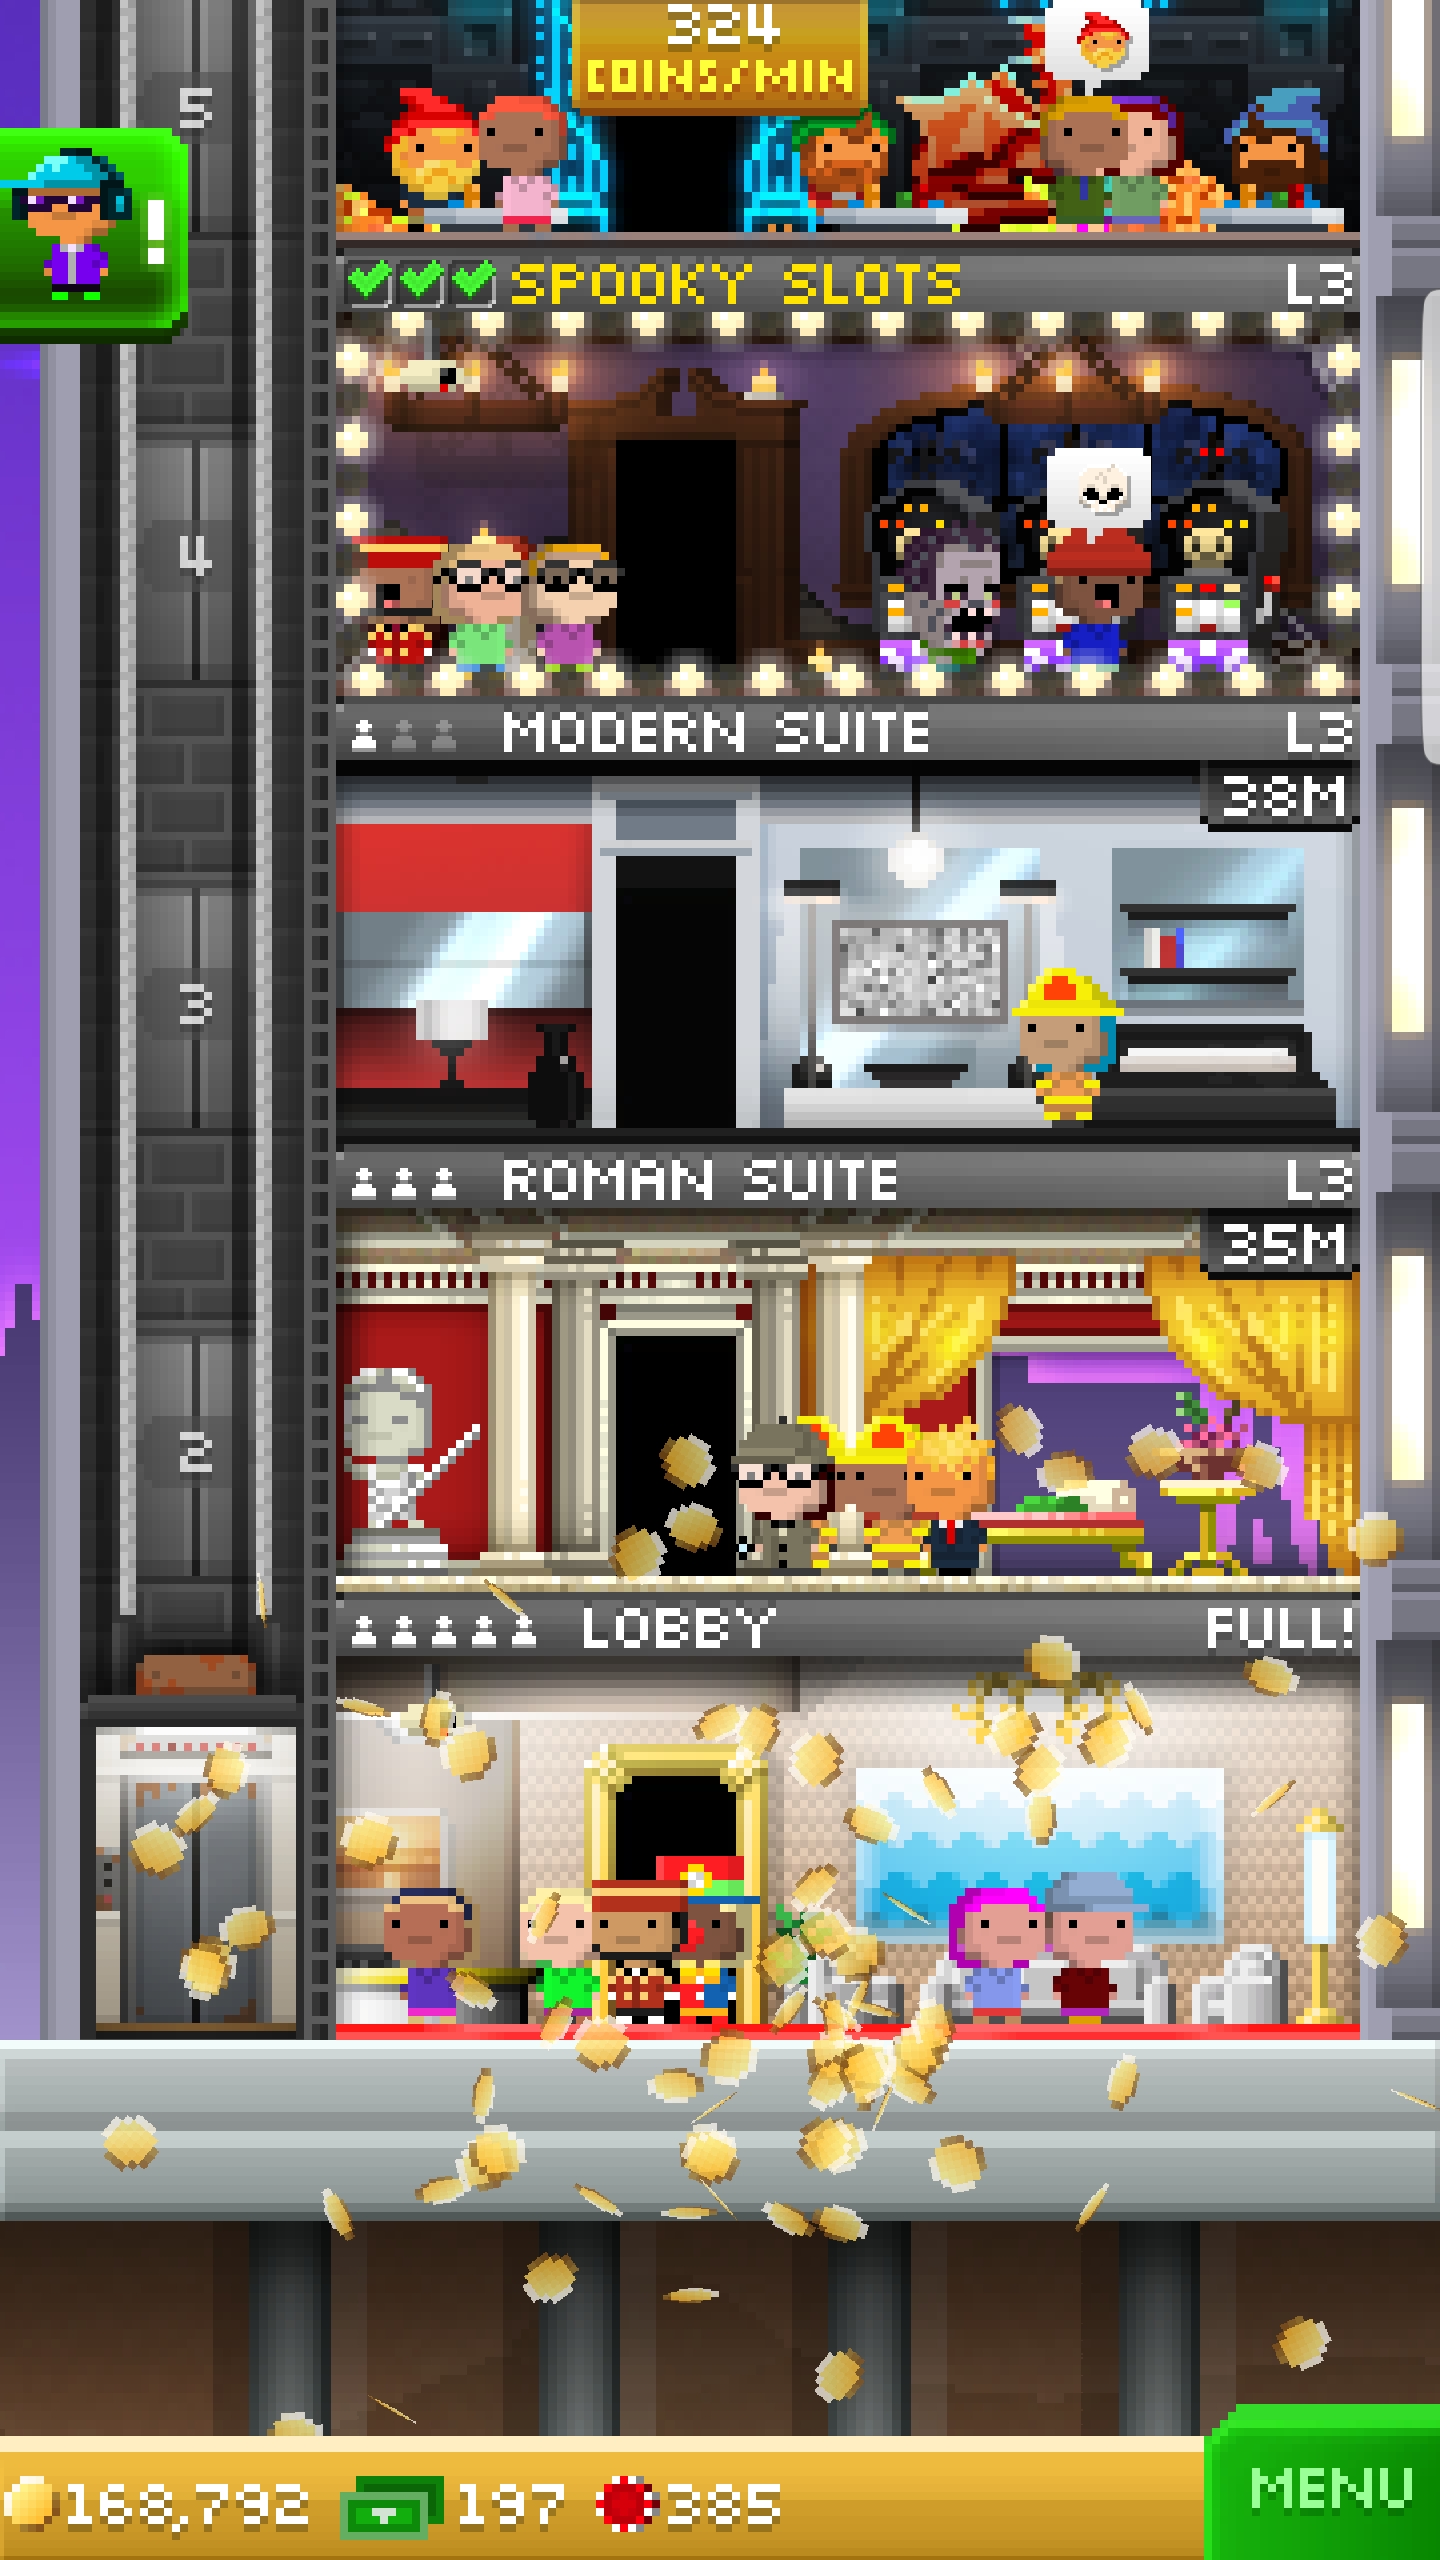 324
COINS/MIN
5
!
SPOOKY SLOTS L3
4
MODERN SUITE L3
38M
3
ROMAN SUITE L3
35M
2
LOBBY FULL!
168,792 197 385
MENU